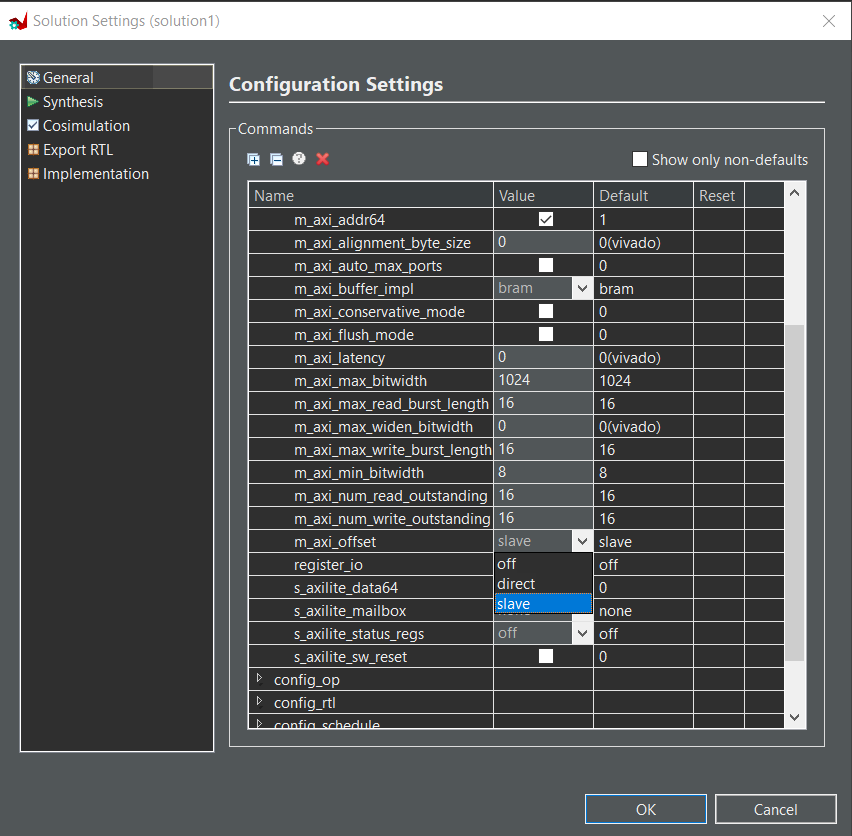 Solution Settings (solution1)
General
Synthesis
Cosimulation
Export RTL
Implementation
Configuration Settings
Commands
Show only non-defaults
Name Value Default Reset
m_axi_addr64 1
m_axi_alignment_byte_size 0 0(vivado)
m_axi_auto_max_ports 0
m_axi_buffer_impl bram bram
m_axi_conservative_mode 0
m_axi_flush_mode 0
m_axi_latency 0 0(vivado)
m_axi_max_bitwidth 1024 1024
m_axi_max_read_burst_length 16 16
m_axi_max_widen_bitwidth 0 0(vivado)
m_axi_max_write_burst_length 16 16
m_axi_min_bitwidth 8 8
m_axi_num_read_outstanding 16 16
m_axi_num_write_outstanding 16 16
m_axi_offset slave slave
register_io off off
s_axilite_data64 direct 0
s_axilite_mailbox slave none
s_axilite_status_regs off off
s_axilite_sw_reset 0
config_op
config_rtl
config_schedule
OK Cancel